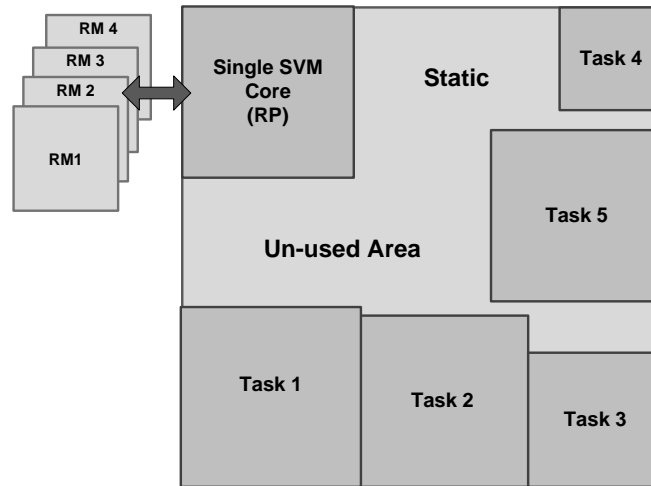 RM 4
RM 3
RM 2
RM1
Single SVM
Core
(RP)
Static
Task 4
Task 5
Un-used Area
Task 1
Task 2
Task 3